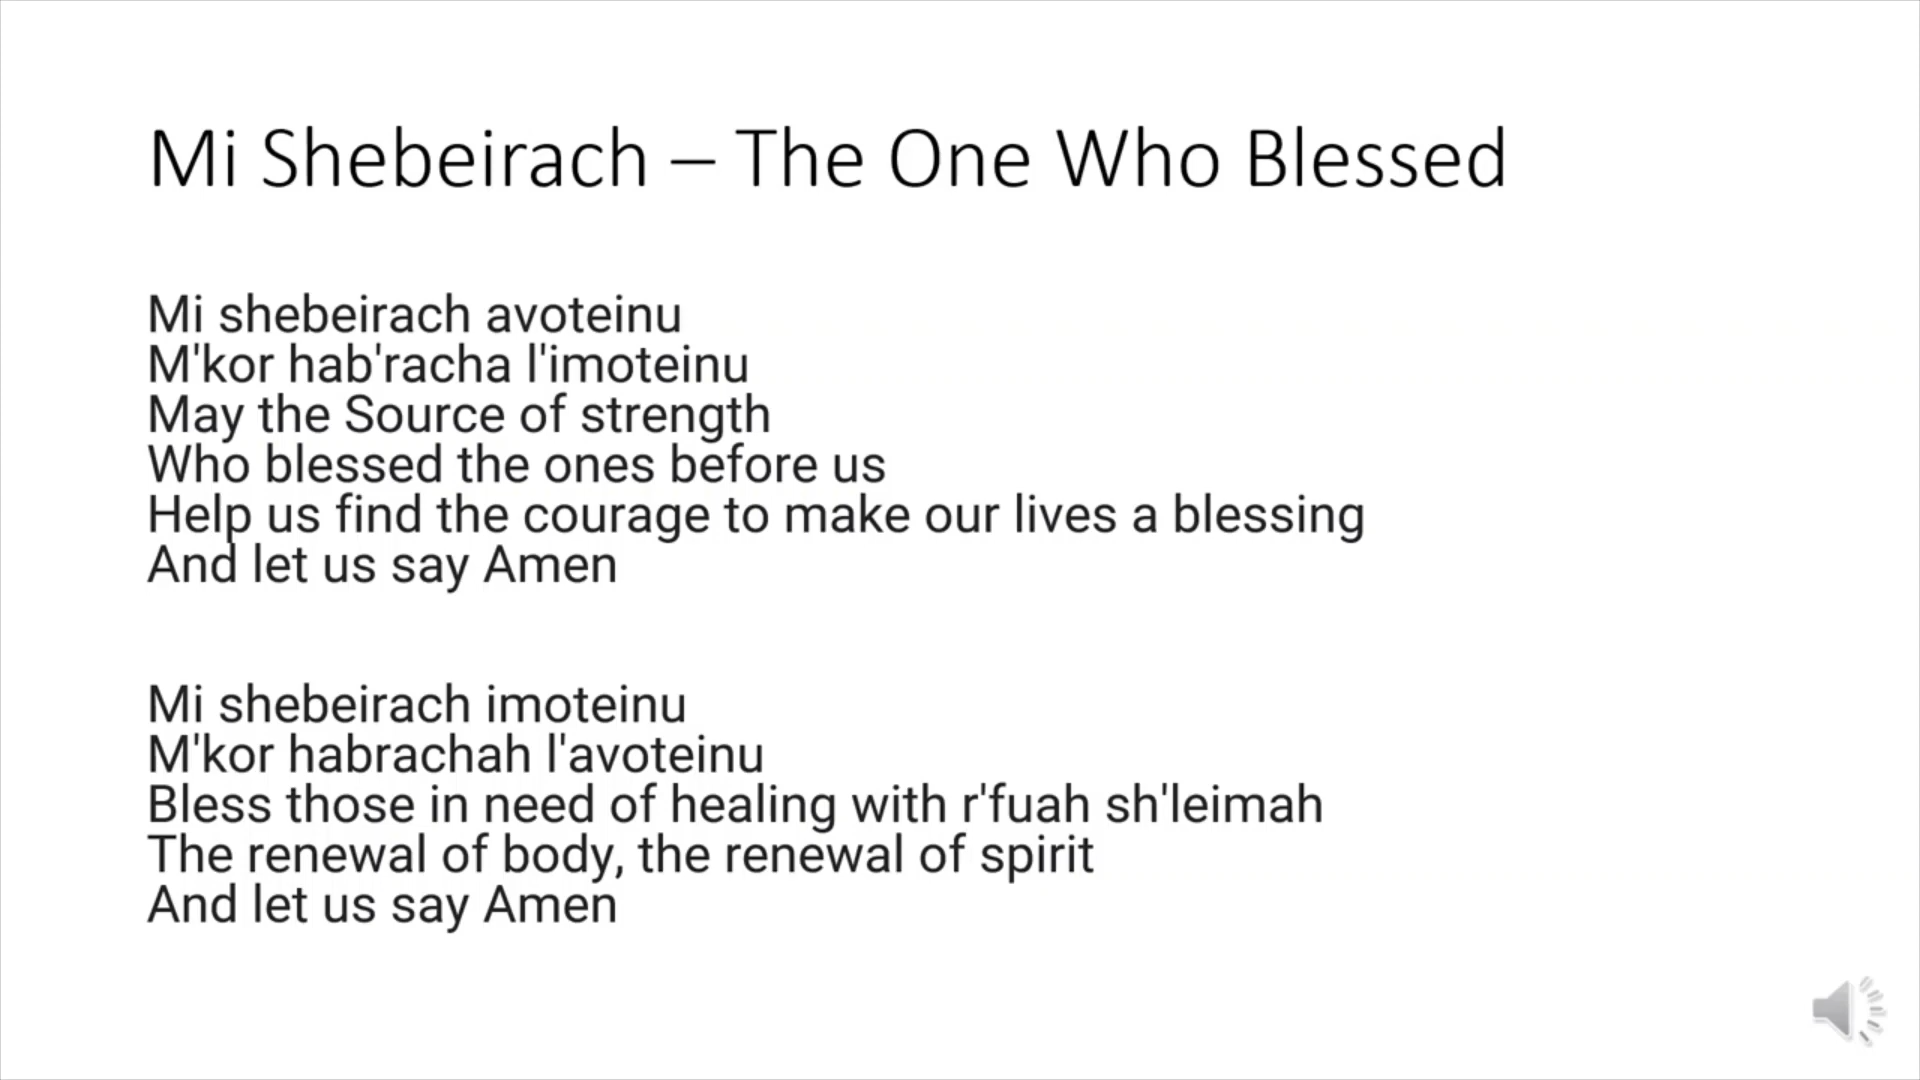 Mi Shebeirach – The One Who Blessed
Mi shebeirach avoteinu
M'kor hab'racha l'imoteinu
May the Source of strength
Who blessed the ones before us
Help us find the courage to make our lives a blessing
And let us say Amen
Mi shebeirach imoteinu
M'kor habrachah l'avoteinu
Bless those in need of healing with r'fuah sh'leimah
The renewal of body, the renewal of spirit
And let us say Amen